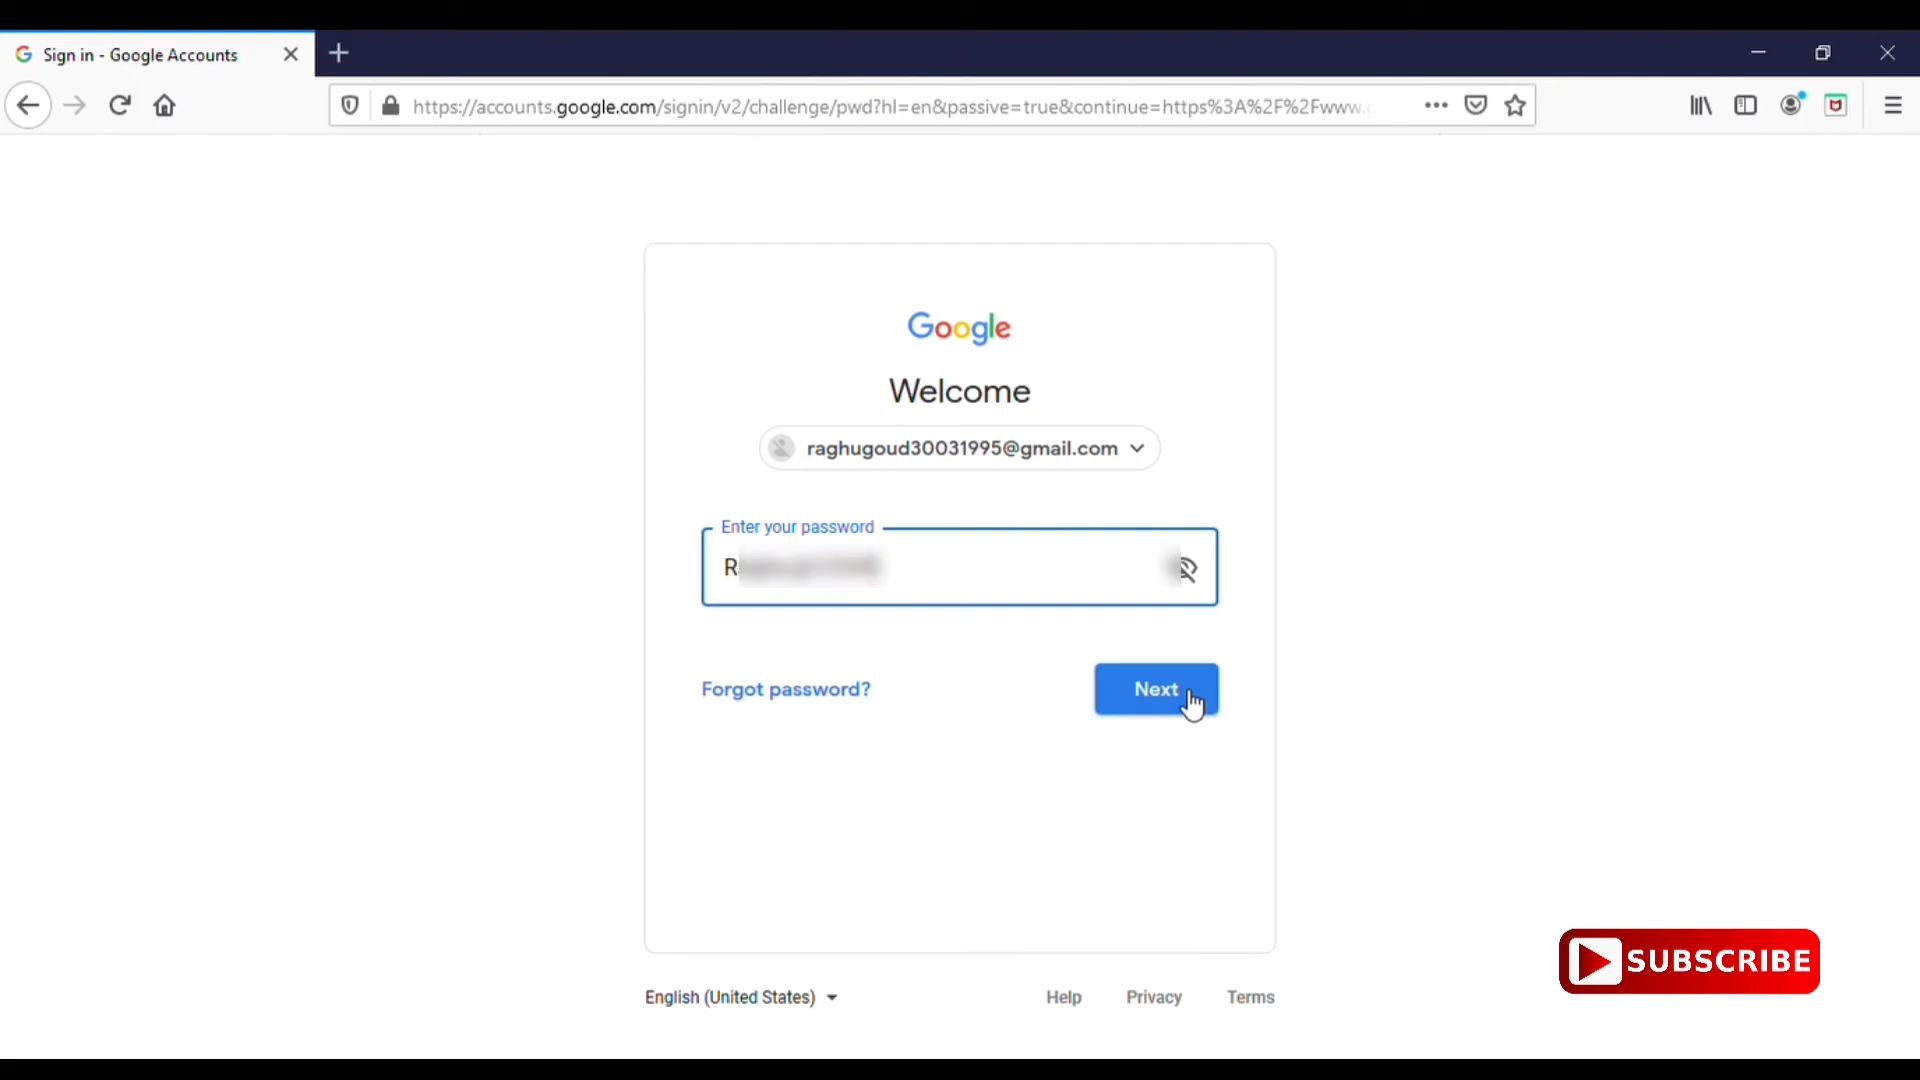 Sign in - Google Accounts
https://accounts.google.com/signin/v2/challenge/pwd?hl=en&passive=true&continue=https%3A%2F%2Fwww.
Google
Welcome
raghugoud30031995@gmail.com
Enter your password
R
Forgot password?
Next
SUBSCRIBE
English (United States)
Help
Privacy
Terms